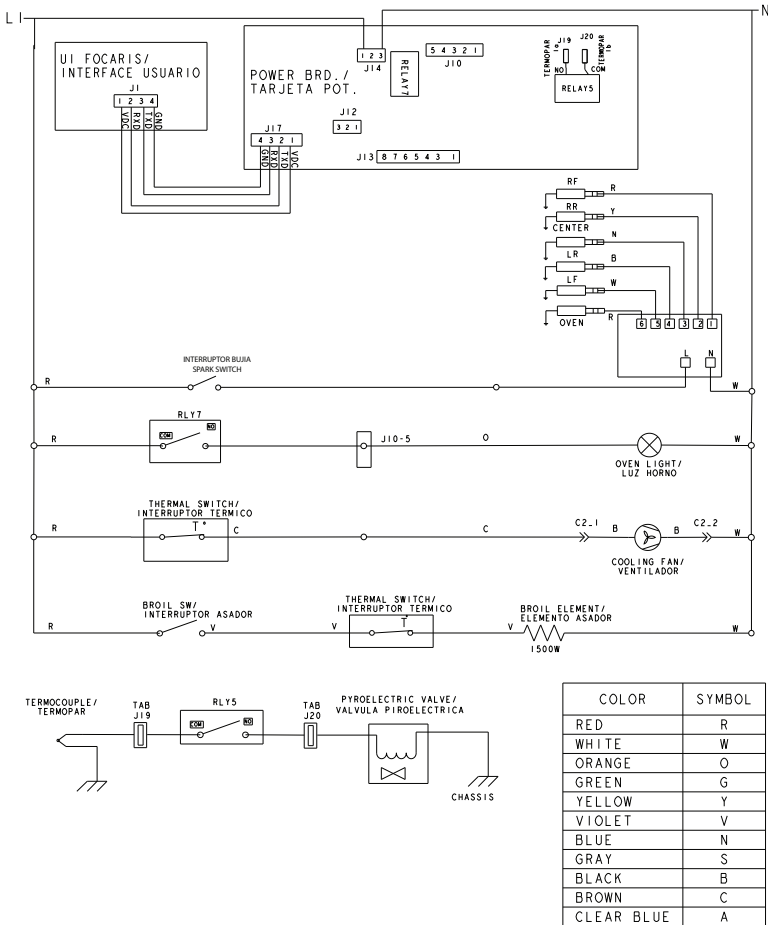 L1
N
UI FOCARIS/
INTERFACE USUARIO
J1
1 2 3 4
VDC
RXD
TXD
GND
POWER BRD./
TARJETA POT.
1 2 3
J14
RELAY7
5 4 3 2 1
J10
J12
3 2 1
J17
4 3 2 1
GND
RXD
TXD
VDC
J13 8 7 6 5 4 3 1
TERMOPAR
1a
J19
J20
TERMOPAR
1b
NO
COM
RELAY5
RF
R
RR
Y
CENTER
N
LR
B
LF
W
OVEN
R
6 5 4 3 2 1
L N
INTERRUPTOR BUJIA
SPARK SWITCH
R
W
RLY7
COM
NO
R
J10-5
O
W
OVEN LIGHT/
LUZ HORNO
THERMAL SWITCH/
INTERRUPTOR TERMICO
T°
R
C
C
C2_1
B
B
C2_2
W
COOLING FAN/
VENTILADOR
BROIL SW/
INTERRUPTOR ASADOR
R
V
V
THERMAL SWITCH/
INTERRUPTOR TERMICO
T°
V
BROIL ELEMENT/
ELEMENTO ASADOR
1500W
W
TERMOCOUPLE/
TERMOPAR
TAB
J19
RLY5
COM
NO
TAB
J20
PYROELECTRIC VALVE/
VALVULA PIROELECTRICA
CHASSIS
COLOR SYMBOL
RED R
WHITE W
ORANGE O
GREEN G
YELLOW Y
VIOLET V
BLUE N
GRAY S
BLACK B
BROWN C
CLEAR BLUE A